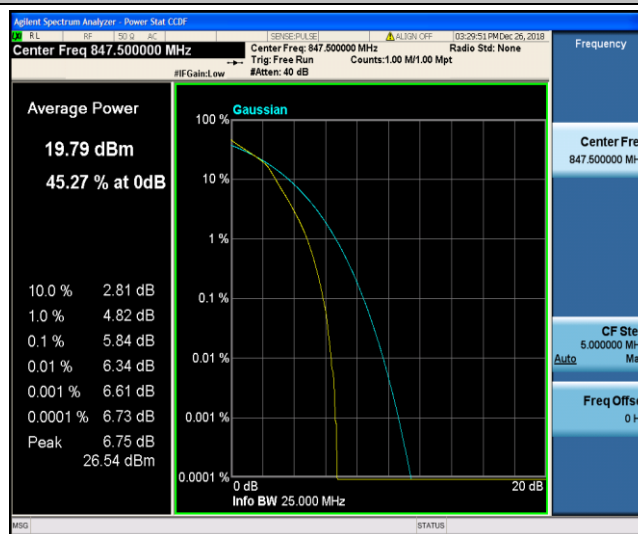 Agilent Spectrum Analyzer - Power Stat CCDF
RL RF 50 Ω AC SENSE:PULSE ALIGN OFF 03:29:51 PM Dec 26, 2018
Center Freq 847.500000 MHz
Center Freq: 847.500000 MHz Radio Std: None
Trig: Free Run Counts:1.00 M/1.00 Mpt
#IFGain:Low #Atten: 40 dB
Frequency
Average Power
19.79 dBm
45.27 % at 0dB
10.0 % 2.81 dB
1.0 % 4.82 dB
0.1 % 5.84 dB
0.01 % 6.34 dB
0.001 % 6.61 dB
0.0001 % 6.73 dB
Peak 6.75 dB
26.54 dBm
Gaussian
100 %
10 %
1 %
0.1 %
0.01 %
0.001 %
0.0001 %
0 dB 20 dB
Info BW 25.000 MHz
Center Fre
847.500000 MH
CF Ste
5.000000 MH
Auto Ma
Freq Offse
0 H
MSG STATUS